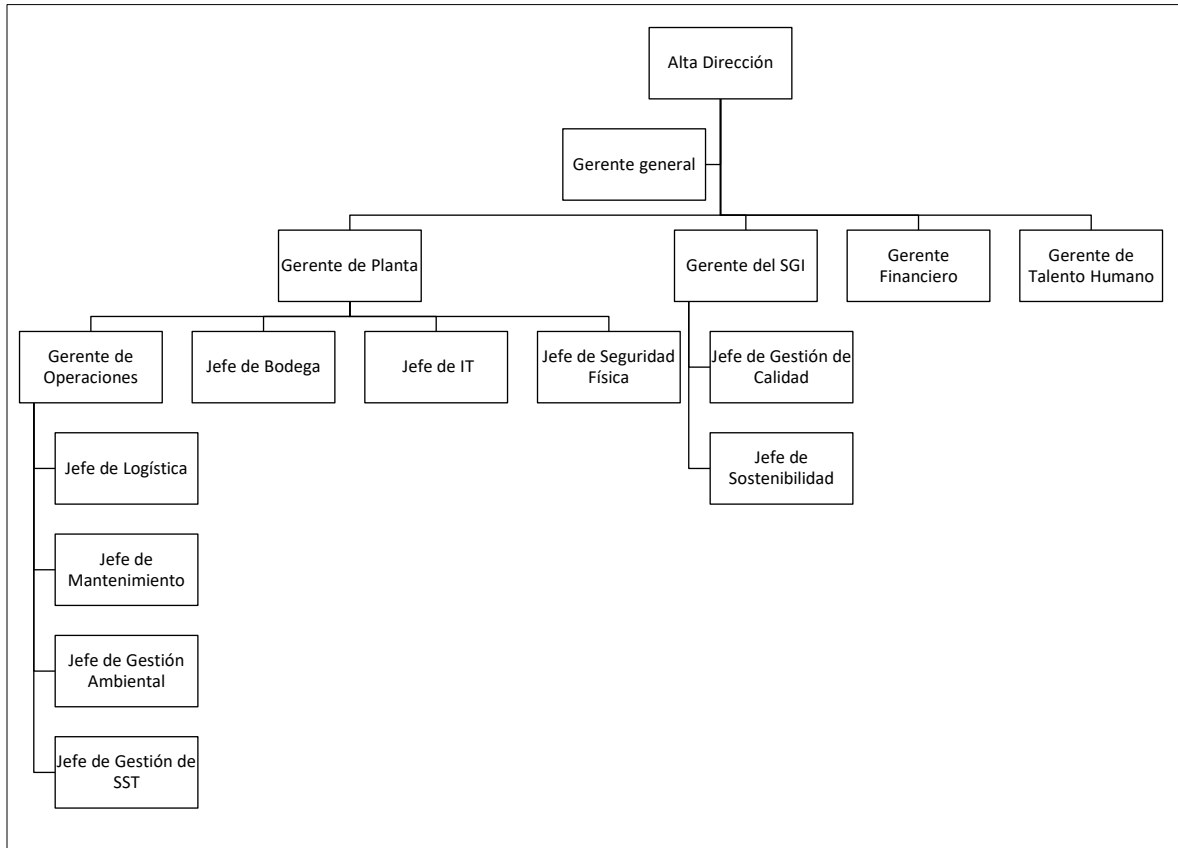 Alta Dirección
Gerente general
Gerente de Planta
Gerente del SGI
Gerente
Financiero
Gerente de
Talento Humano
Gerente de
Operaciones
Jefe de Bodega
Jefe de IT
Jefe de Seguridad
Física
Jefe de Gestión de
Calidad
Jefe de Logística
Jefe de
Sostenibilidad
Jefe de
Mantenimiento
Jefe de Gestión
Ambiental
Jefe de Gestión de
SST